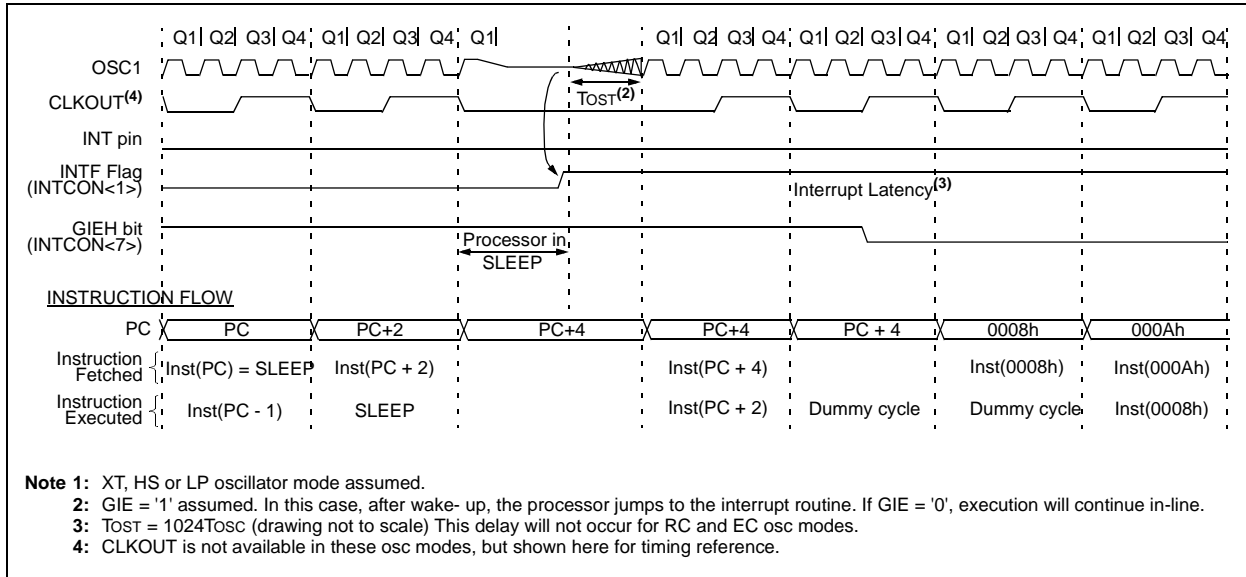 Q1 Q2 Q3 Q4 Q1 Q2 Q3 Q4 Q1 Q1 Q2 Q3 Q4 Q1 Q2 Q3 Q4 Q1 Q2 Q3 Q4 Q1 Q2 Q3 Q4
OSC1
TOST(2)
CLKOUT(4)
INT pin
INTF Flag
(INTCON<1>)
Interrupt Latency(3)
GIEH bit
(INTCON<7>)
Processor in
SLEEP
INSTRUCTION FLOW
PC PC PC+2 PC+4 PC+4 PC + 4 0008h 000Ah
Instruction
Fetched
Inst(PC) = SLEEP Inst(PC + 2) Inst(PC + 4) Inst(0008h) Inst(000Ah)
Instruction
Executed
Inst(PC - 1) SLEEP Inst(PC + 2) Dummy cycle Dummy cycle Inst(0008h)
Note 1: XT, HS or LP oscillator mode assumed.
2: GIE = '1' assumed. In this case, after wake- up, the processor jumps to the interrupt routine. If GIE = '0', execution will continue in-line.
3: TOST = 1024TOSC (drawing not to scale) This delay will not occur for RC and EC osc modes.
4: CLKOUT is not available in these osc modes, but shown here for timing reference.